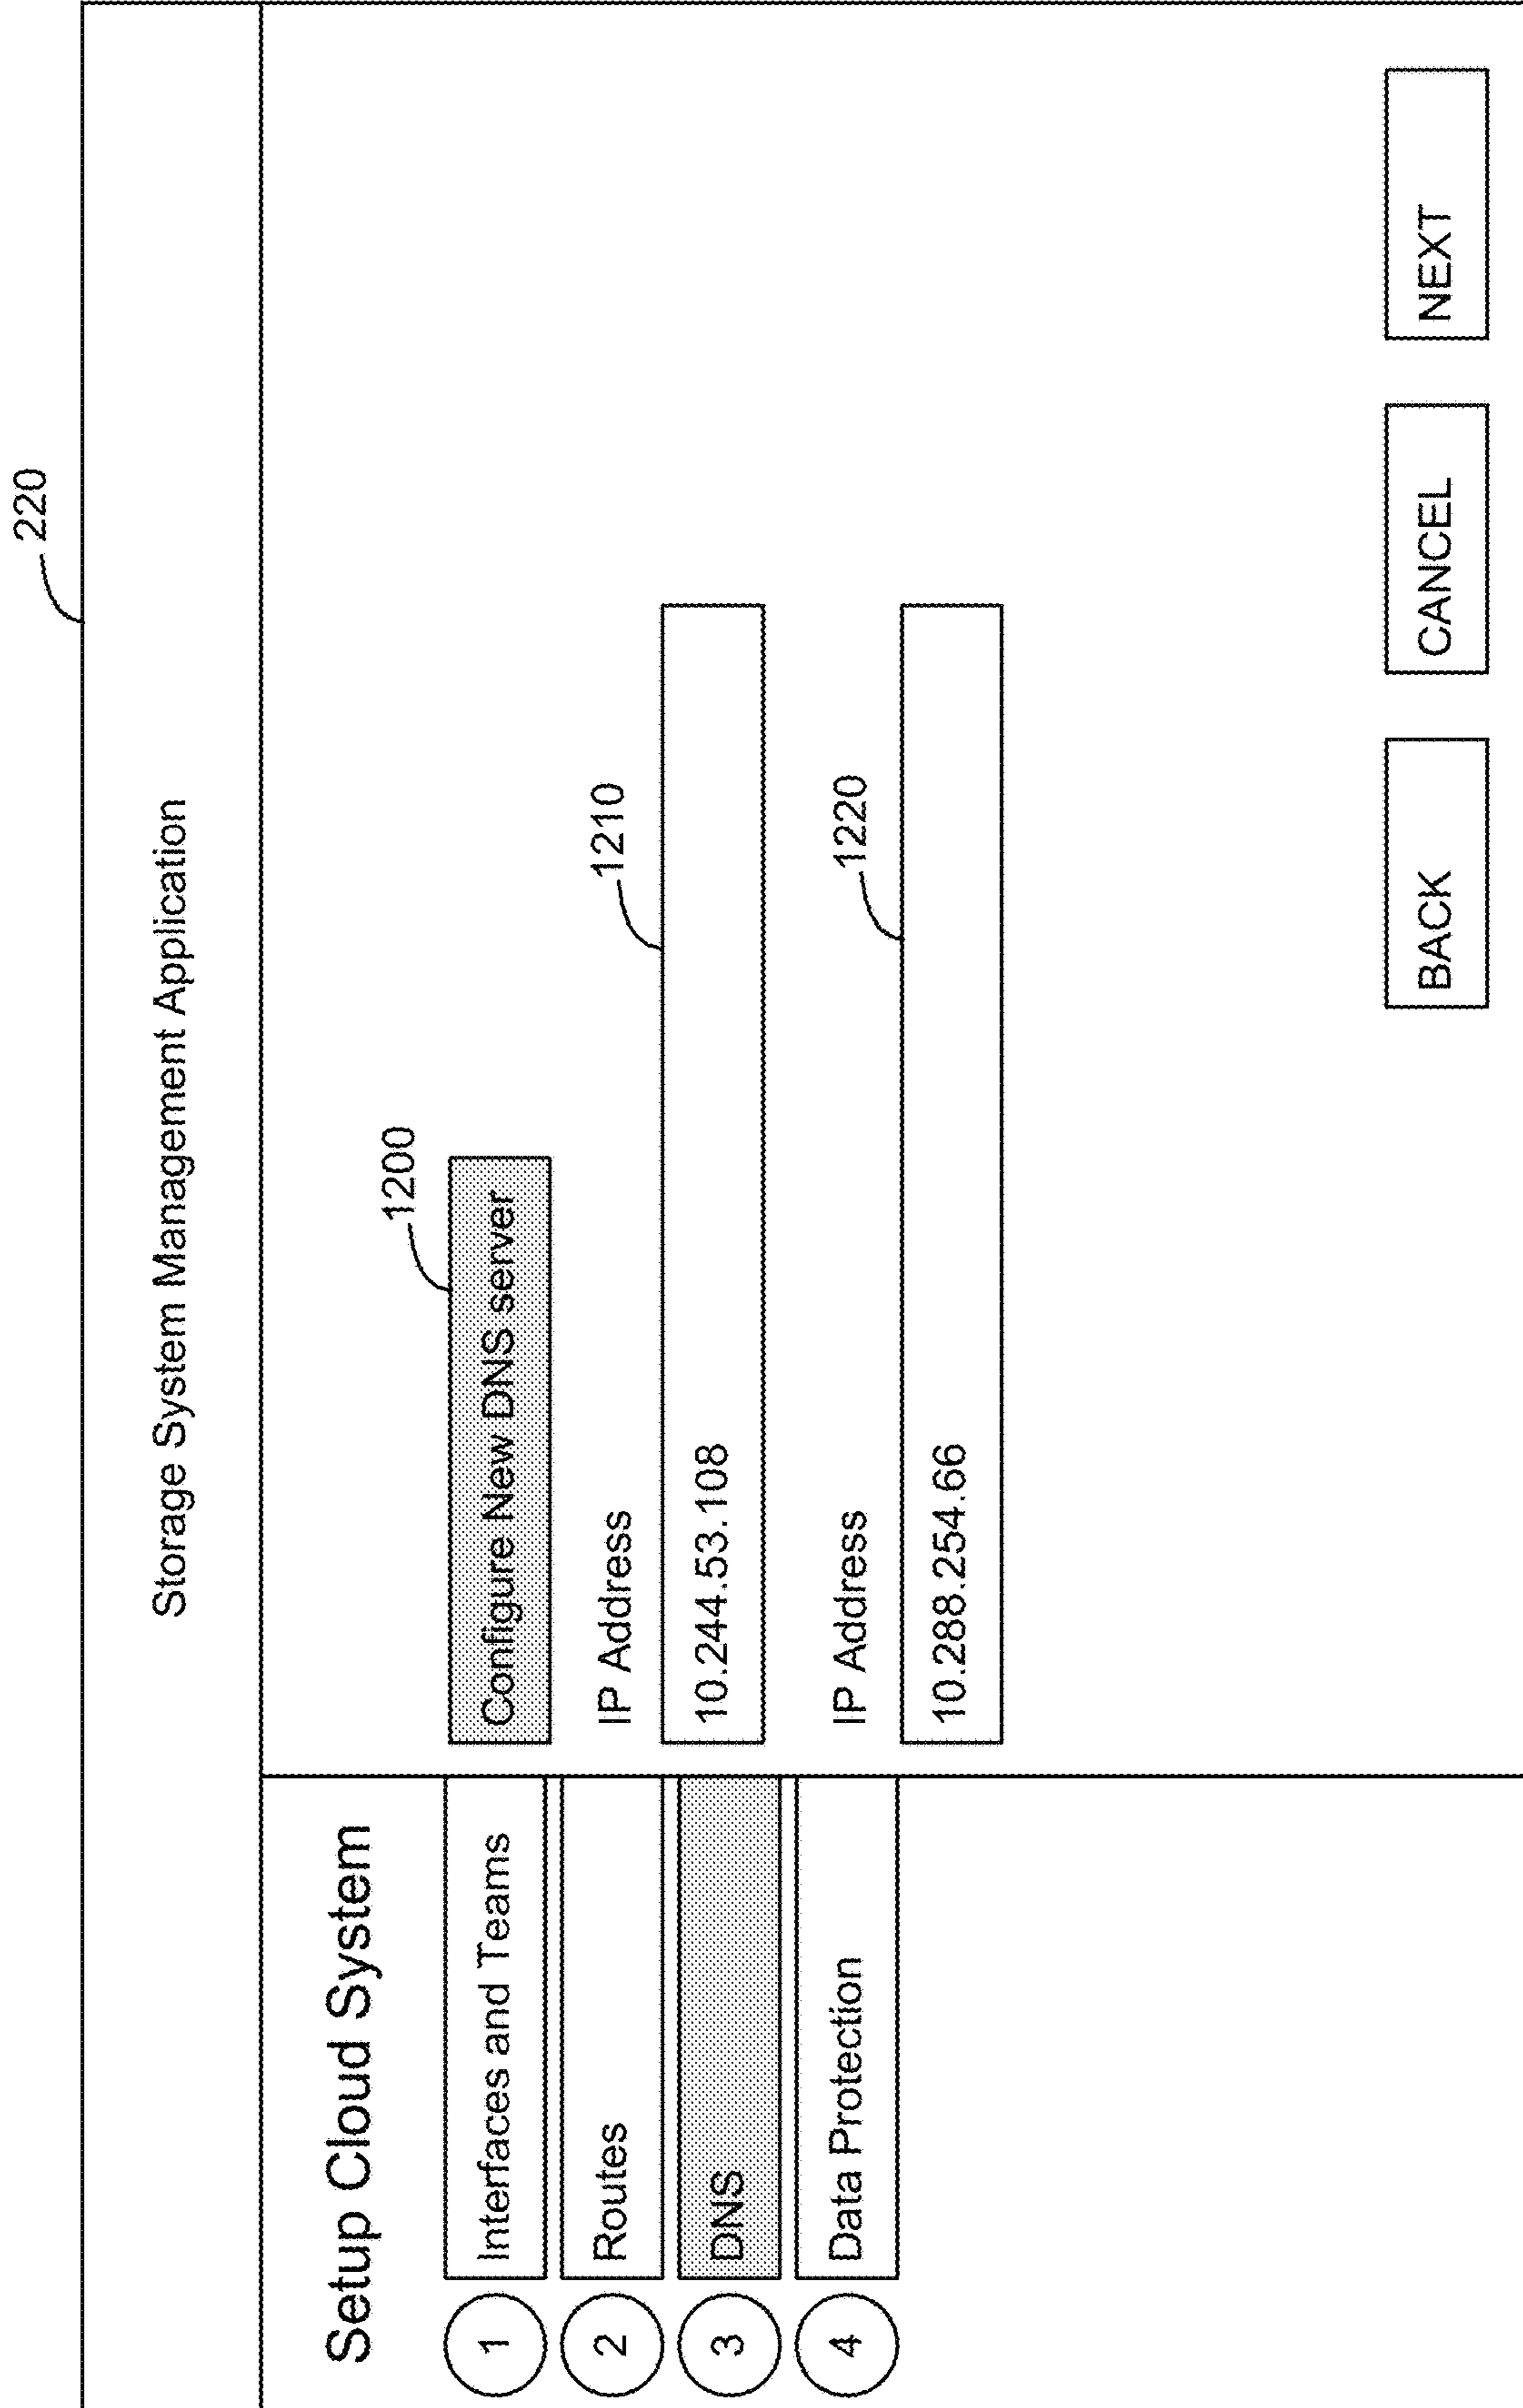 220
Storage System Management Application
Setup Cloud System
1 Interfaces and Teams
2 Routes
3 DNS
4 Data Protection
1200
Configure New DNS server
IP Address
1210
10.244.53.108
IP Address
1220
10.288.254.66
BACK CANCEL NEXT